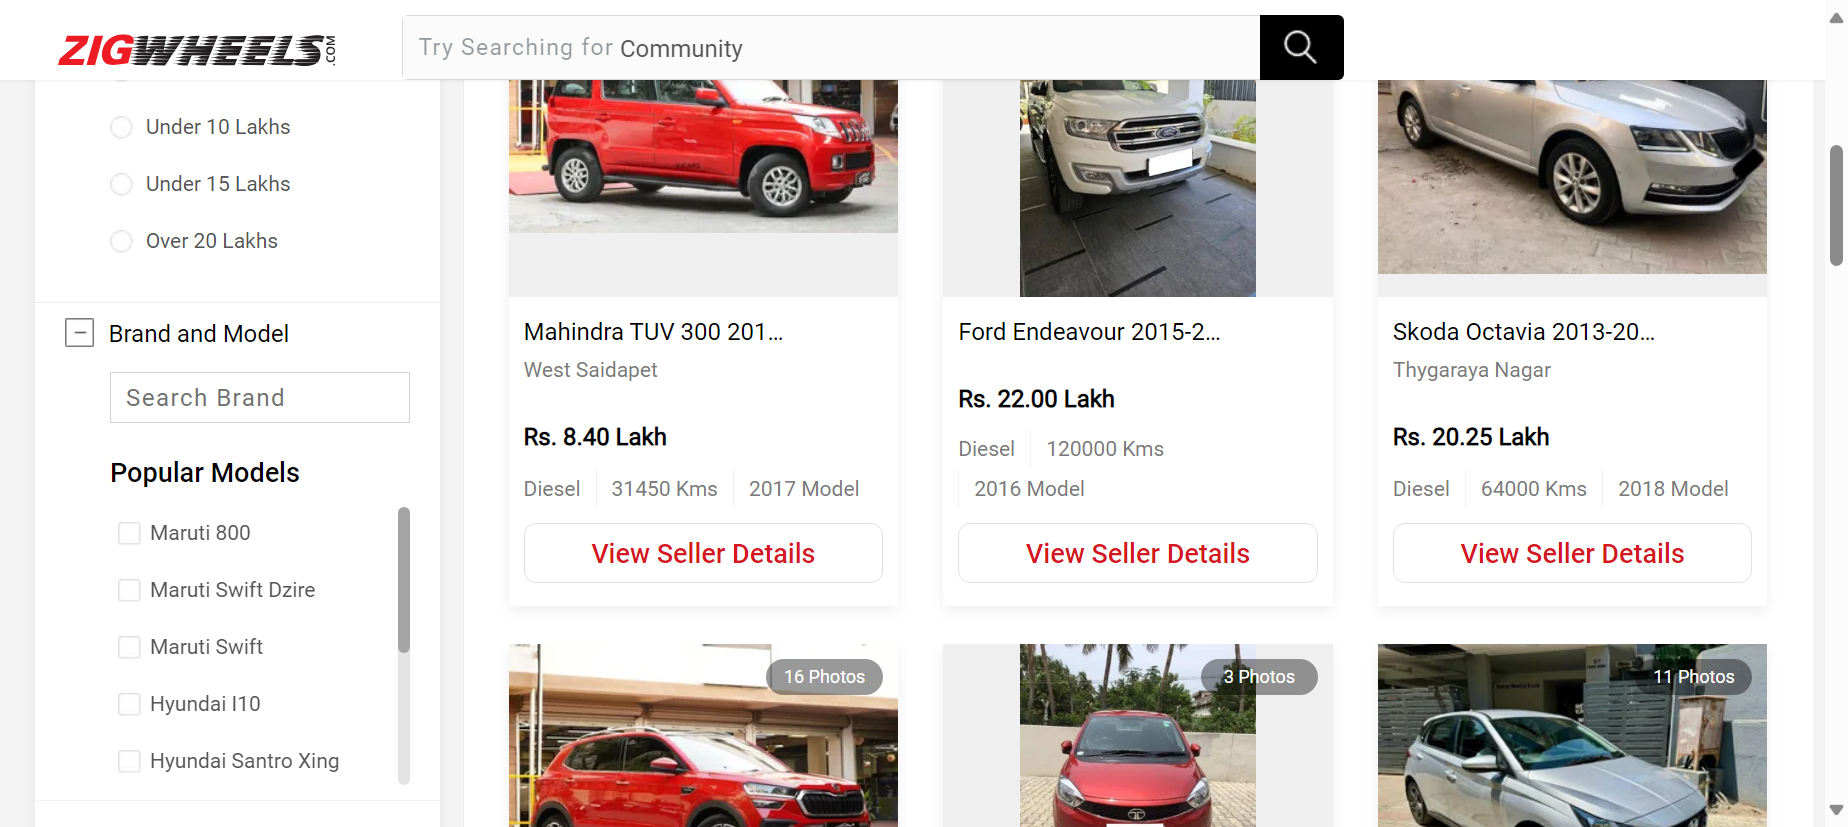 ZIGWHEELS.COM
Try Searching for Community
Under 10 Lakhs
Under 15 Lakhs
Over 20 Lakhs
Brand and Model
Search Brand
Popular Models
Maruti 800
Maruti Swift Dzire
Maruti Swift
Hyundai I10
Hyundai Santro Xing
Mahindra TUV 300 201...
West Saidapet
Rs. 8.40 Lakh
Diesel
31450 Kms
2017 Model
View Seller Details
Ford Endeavour 2015-2...
Rs. 22.00 Lakh
Diesel
120000 Kms
2016 Model
View Seller Details
Skoda Octavia 2013-20...
Thygaraya Nagar
Rs. 20.25 Lakh
Diesel
64000 Kms
2018 Model
View Seller Details
16 Photos
3 Photos
11 Photos